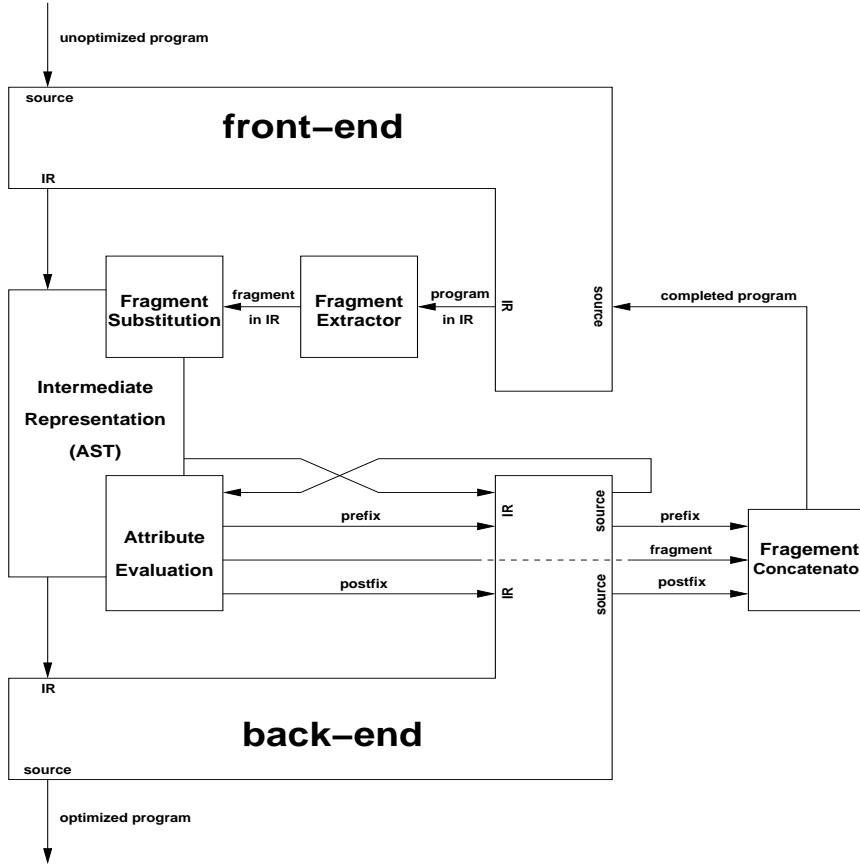 unoptimized program
source
front–end
IR
Fragment
Substitution
fragment
in IR
Fragment
Extractor
program
in IR
IR
source
completed program
Intermediate
Representation
(AST)
Attribute
Evaluation
prefix
postfix
IR
IR
source
source
prefix
fragment
postfix
Fragement
Concatenator
IR
back–end
source
optimized program